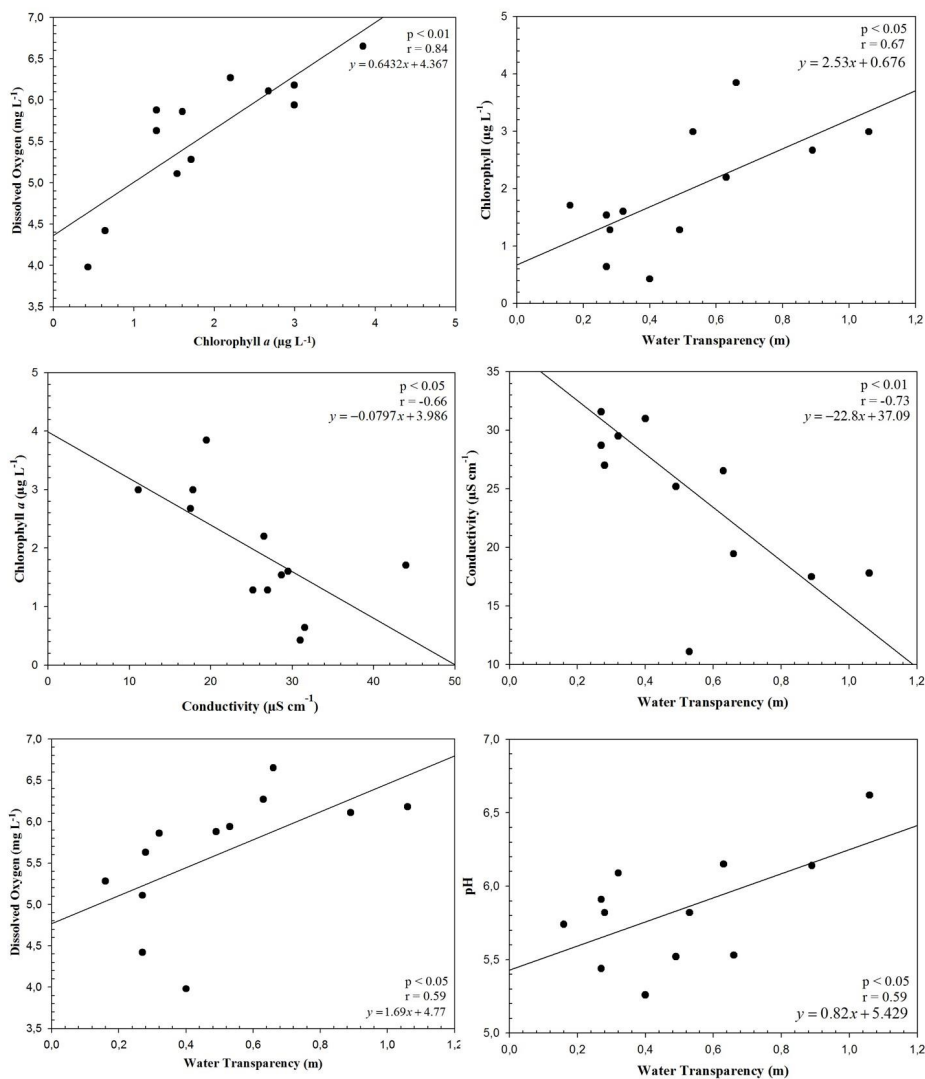 7,0
6,5
6,0
5,5
5,0
4,5
4,0
3,5
Dissolved Oxygen (mg L-1)
p < 0.01
r = 0.84
y = 0.6432x + 4.367
0 1 2 3 4 5
Chlorophyll a (µg L-1)
5
4
3
2
1
0
Chlorophyll (µg L-1)
p < 0.05
r = 0.67
y = 2.53x + 0.676
0,0 0,2 0,4 0,6 0,8 1,0 1,2
Water Transparency (m)
5
4
3
2
1
0
Chlorophyll a (µg L-1)
p < 0.05
r = -0.66
y = −0.0797x + 3.986
0 10 20 30 40 50
Conductivity (µS cm-1)
35
30
25
20
15
10
Conductivity (µS cm-1)
p < 0.01
r = -0.73
y = −22.8x + 37.09
0,0 0,2 0,4 0,6 0,8 1,0 1,2
Water Transparency (m)
7,0
6,5
6,0
5,5
5,0
4,5
4,0
3,5
Dissolved Oxygen (mg L-1)
p < 0.05
r = 0.59
y = 1.69x + 4.77
0,0 0,2 0,4 0,6 0,8 1,0 1,2
Water Transparency (m)
7,0
6,5
6,0
5,5
5,0
pH
p < 0.05
r = 0.59
y = 0.82x + 5.429
0,0 0,2 0,4 0,6 0,8 1,0 1,2
Water Transparency (m)